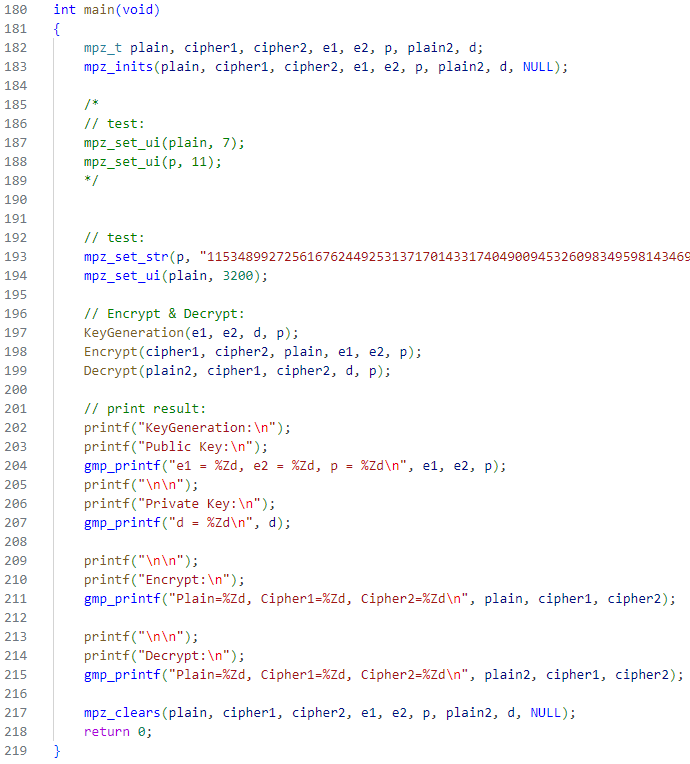 180 int main(void)
181 {
182 mpz_t plain, cipher1, cipher2, e1, e2, p, plain2, d;
183 mpz_inits(plain, cipher1, cipher2, e1, e2, p, plain2, d, NULL);
184
185 /*
186 // test:
187 mpz_set_ui(plain, 7);
188 mpz_set_ui(p, 11);
189 */
190
191
192 // test:
193 mpz_set_str(p, "115348992725616762449253137170143317404900945326098349598143469
194 mpz_set_ui(plain, 3200);
195
196 // Encrypt & Decrypt:
197 KeyGeneration(e1, e2, d, p);
198 Encrypt(cipher1, cipher2, plain, e1, e2, p);
199 Decrypt(plain2, cipher1, cipher2, d, p);
200
201 // print result:
202 printf("KeyGeneration:\n");
203 printf("Public Key:\n");
204 gmp_printf("e1 = %Zd, e2 = %Zd, p = %Zd\n", e1, e2, p);
205 printf("\n\n");
206 printf("Private Key:\n");
207 gmp_printf("d = %Zd\n", d);
208
209 printf("\n\n");
210 printf("Encrypt:\n");
211 gmp_printf("Plain=%Zd, Cipher1=%Zd, Cipher2=%Zd\n", plain, cipher1, cipher2);
212
213 printf("\n\n");
214 printf("Decrypt:\n");
215 gmp_printf("Plain=%Zd, Cipher1=%Zd, Cipher2=%Zd\n", plain2, cipher1, cipher2);
216
217 mpz_clears(plain, cipher1, cipher2, e1, e2, p, plain2, d, NULL);
218 return 0;
219 }